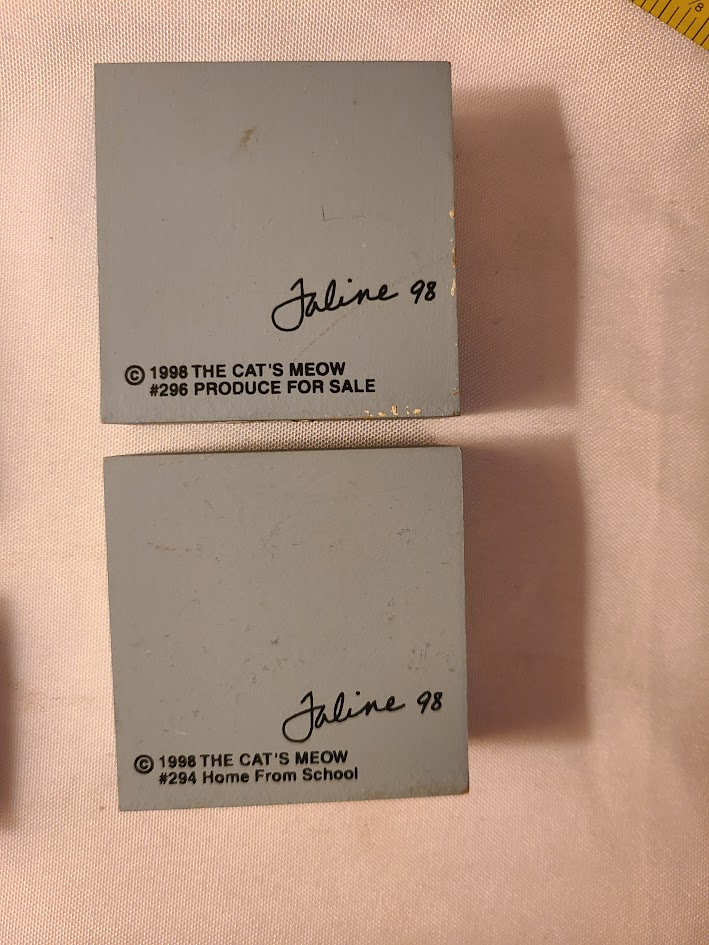 8
Faline 98
© 1998 THE CAT'S MEOW
#296 PRODUCE FOR SALE
Faline 98
© 1998 THE CAT'S MEOW
#294 Home From School